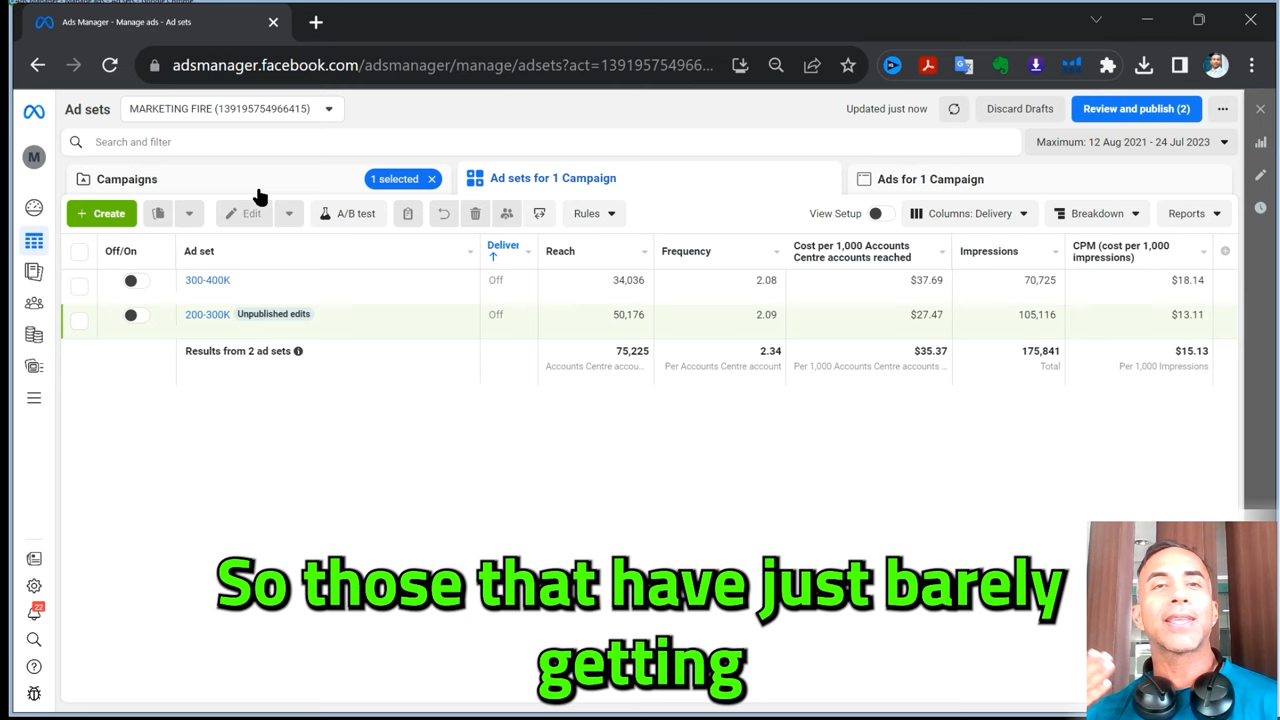 Ads Manager - Manage ads - Ad sets
adsmanager.facebook.com/adsmanager/manage/adsets?act=139195754966...
Ad sets
MARKETING FIRE (139195754966415)
Updated just now
Discard Drafts
Review and publish (2)
Search and filter
Maximum: 12 Aug 2021 - 24 Jul 2023
M
Campaigns
1 selected
Ad sets for 1 Campaign
Ads for 1 Campaign
+ Create
Edit
A/B test
Rules
View Setup
Columns: Delivery
Breakdown
Reports
Off/On
Ad set
Deliver
Reach
Frequency
Cost per 1,000 Accounts
Centre accounts reached
Impressions
CPM (cost per 1,000
impressions)
300-400K
Off
34,036
2.08
$37.69
70,725
$18.14
200-300K
Unpublished edits
Off
50,176
2.09
$27.47
105,116
$13.11
Results from 2 ad sets
75,225
2.34
$35.37
175,841
$15.13
Accounts Centre accou...
Per Accounts Centre account
Per 1,000 Accounts Centre accounts ...
Total
Per 1,000 Impressions
22
So those that have just barely
getting